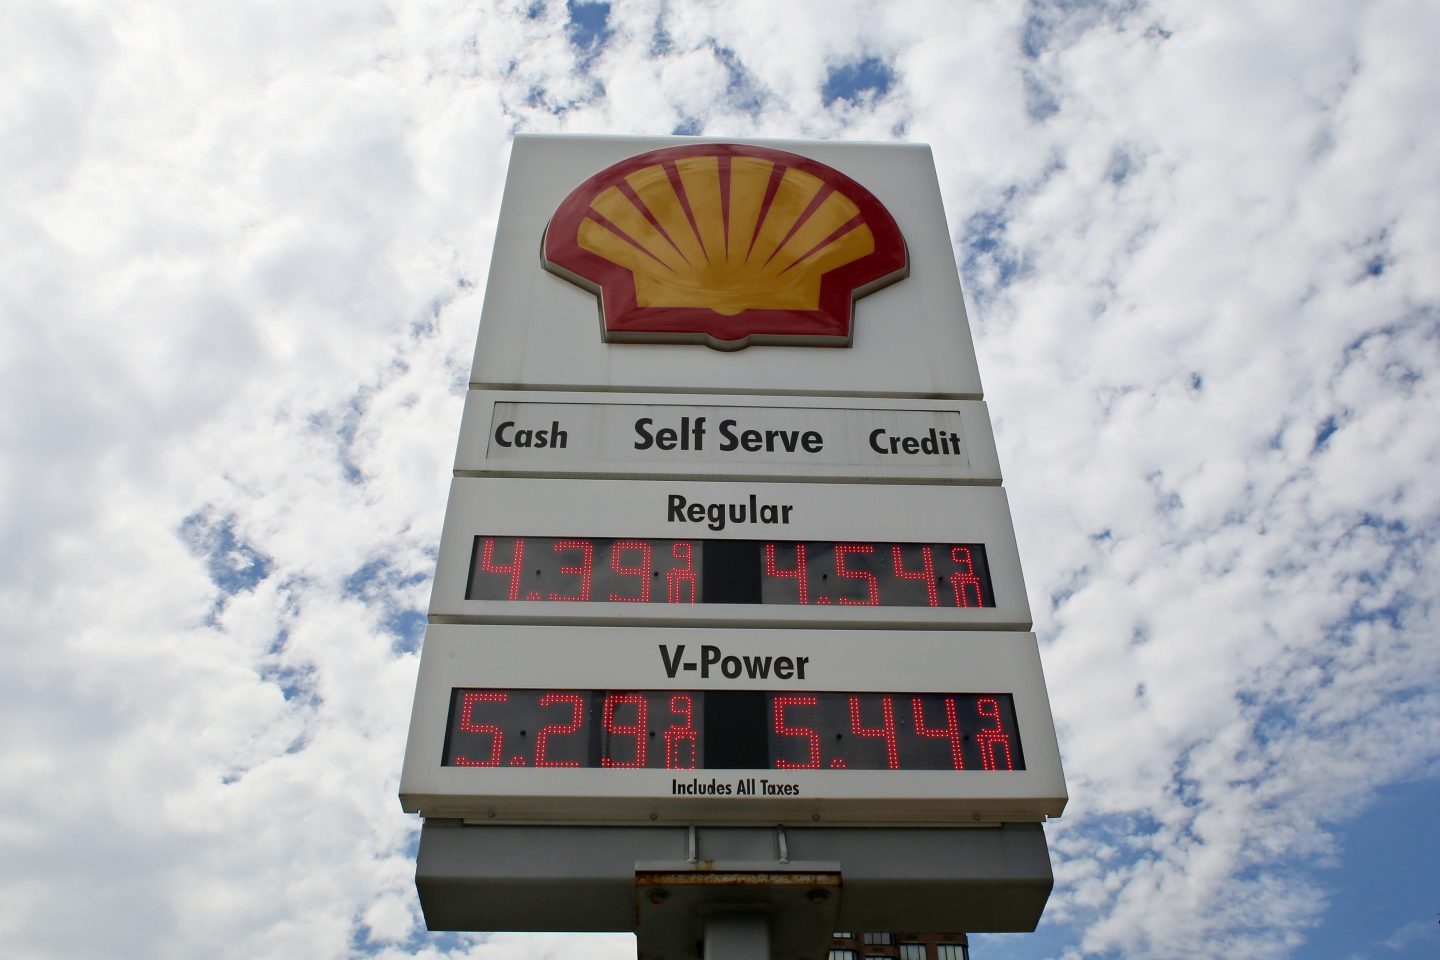 Cash Self Serve Credit
Regular
4.39 9/10 4.54 9/10
V-Power
5.29 9/10 5.44 9/10
Includes All Taxes